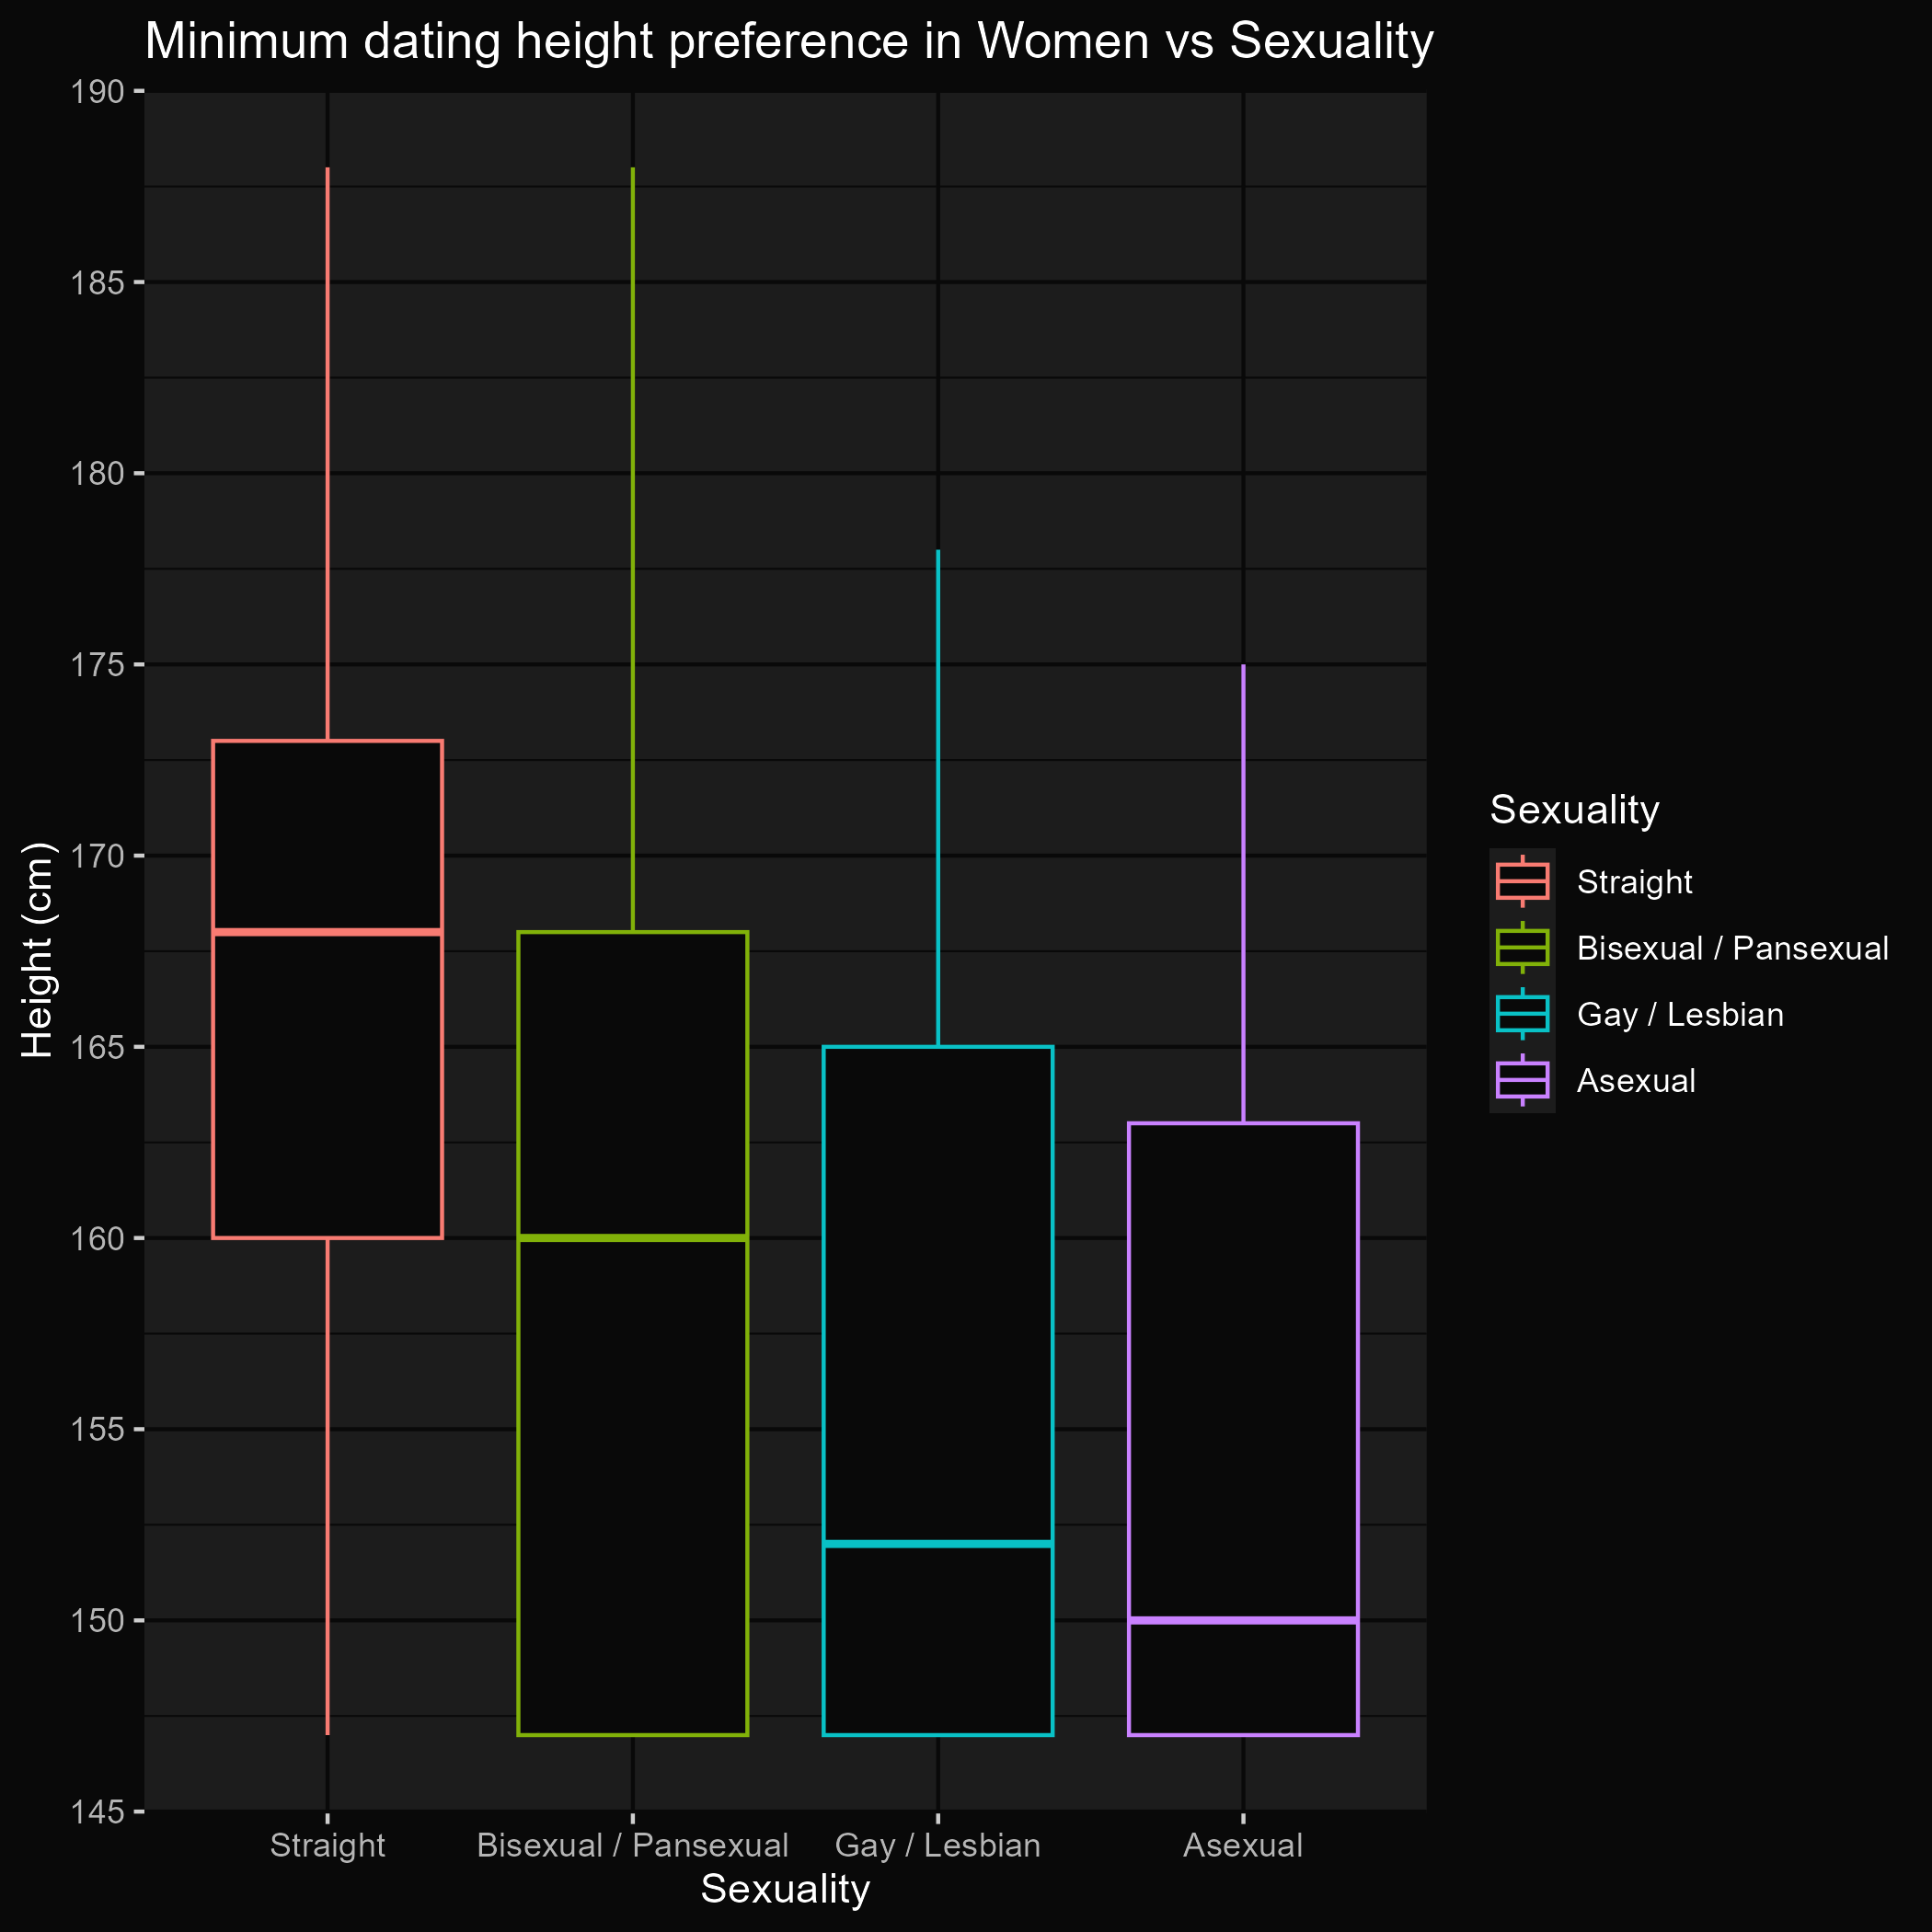 Minimum dating height preference in Women vs Sexuality
190
185
180
175
170
165
160
155
150
145
Height (cm)
Straight
Bisexual / Pansexual
Gay / Lesbian
Asexual
Sexuality
Sexuality
Straight
Bisexual / Pansexual
Gay / Lesbian
Asexual